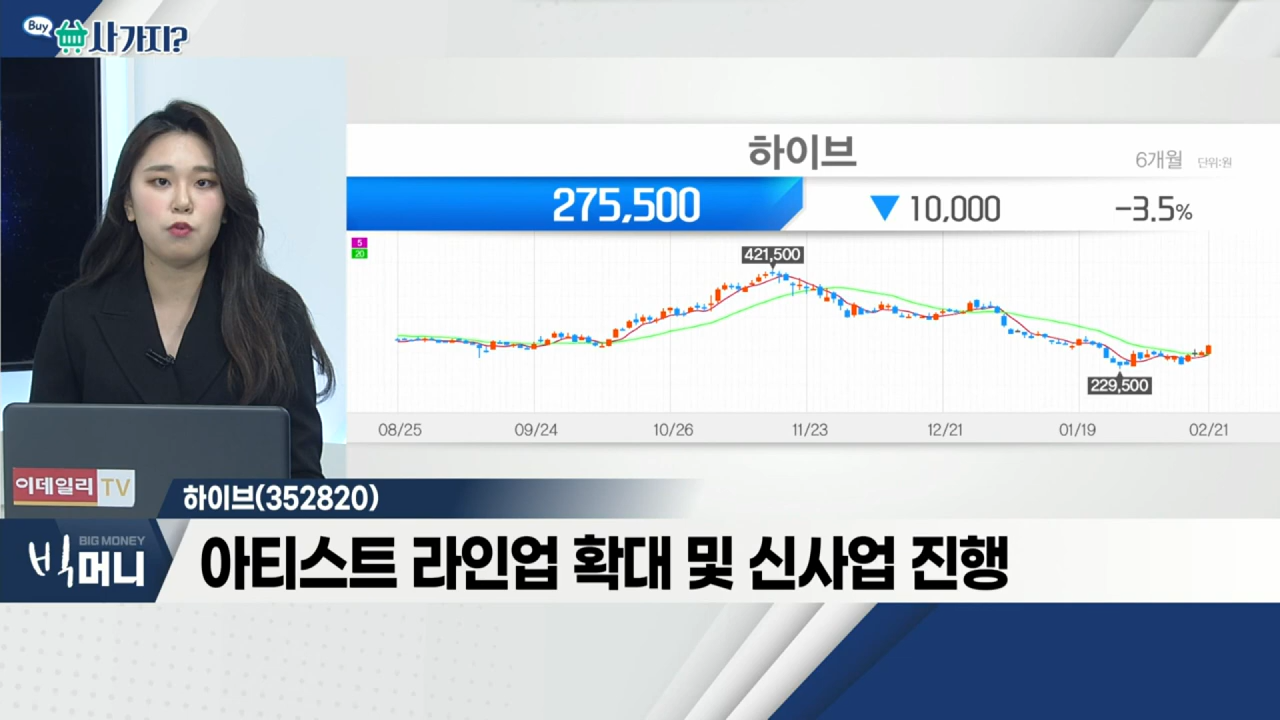 Buy 사가지?
하이브
6개월 단위:원
275,500 ▼ 10,000 -3.5%
5
20
421,500
229,500
08/25 09/24 10/26 11/23 12/21 01/19 02/21
이데일리 TV
하이브(352820)
BIG MONEY
빅머니
아티스트 라인업 확대 및 신사업 진행